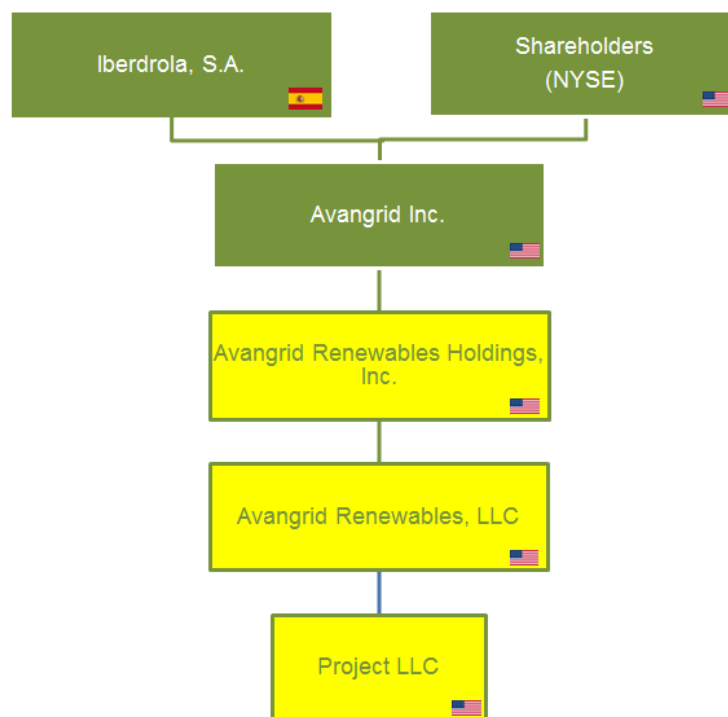 Iberdrola, S.A.
Shareholders
(NYSE)
Avangrid Inc.
Avangrid Renewables Holdings,
Inc.
Avangrid Renewables, LLC
Project LLC